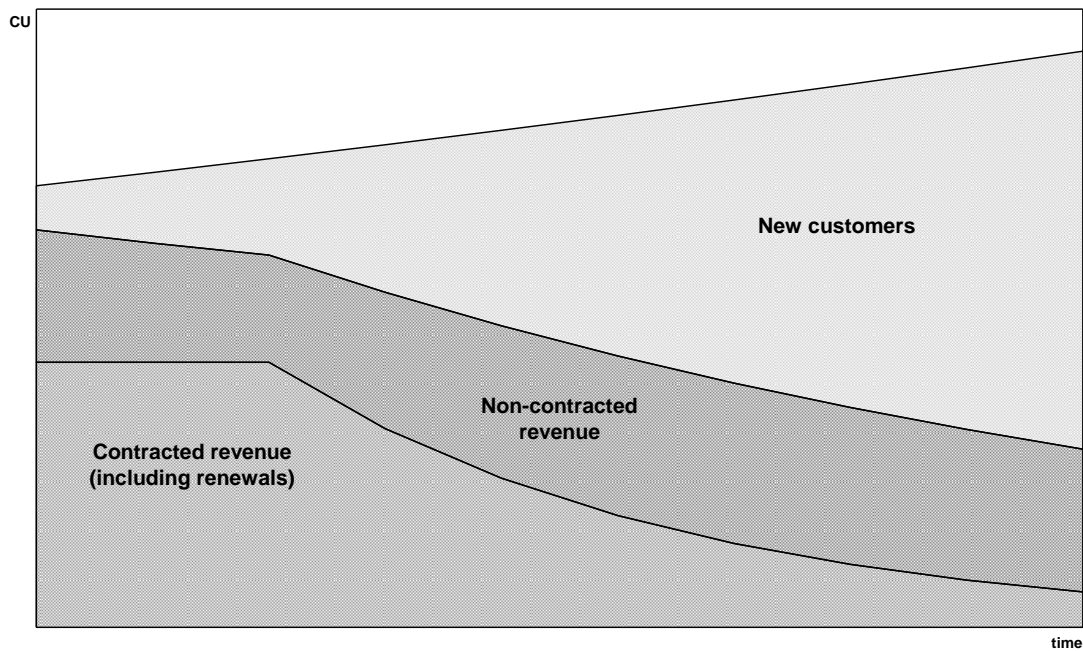 CU
New customers
Non-contracted
revenue
Contracted revenue
(including renewals)
time